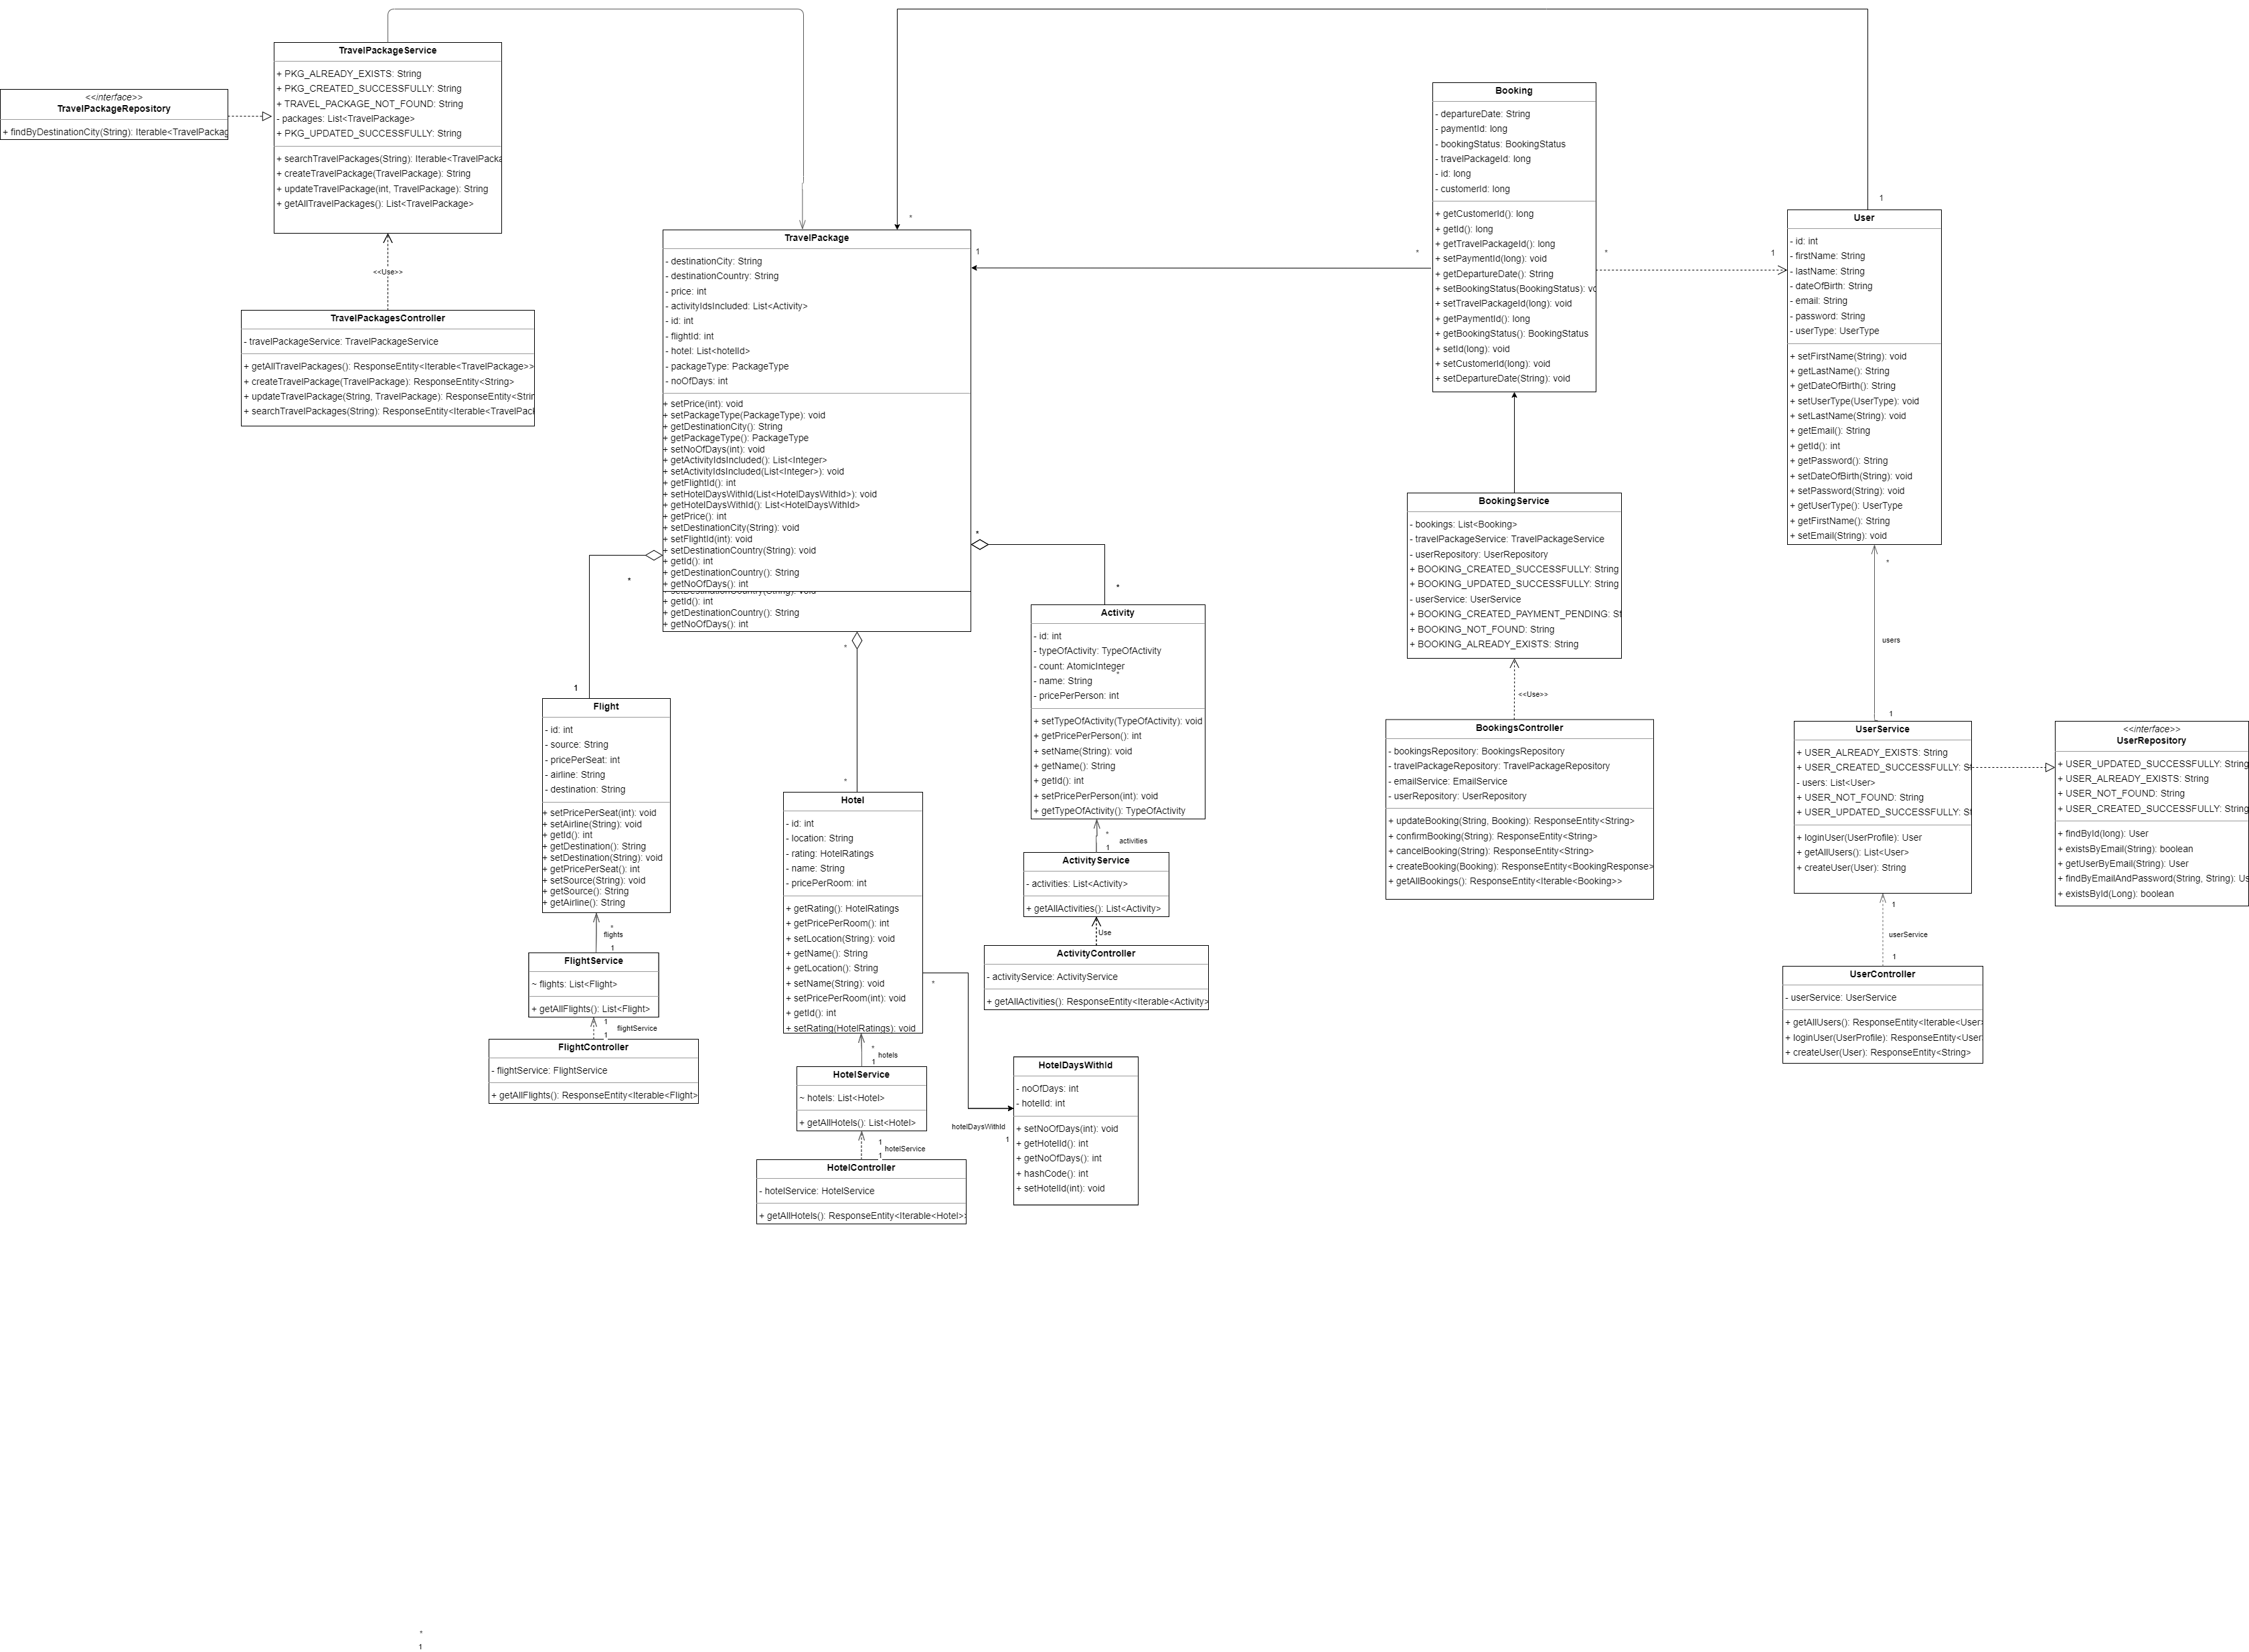 TravelPackageService
+ PKG_ALREADY_EXISTS: String
+ PKG_CREATED_SUCCESSFULLY: String
+ TRAVEL_PACKAGE_NOT_FOUND: String
- packages: List<TravelPackage>
+ PKG_UPDATED_SUCCESSFULLY: String
+ searchTravelPackages(String): Iterable<TravelPacka
+ createTravelPackage(TravelPackage): String
+ updateTravelPackage(int, TravelPackage): String
+ getAllTravelPackages(): List<TravelPackage>
<<interface>>
TravelPackageRepository
+ findByDestinationCity(String): Iterable<TravelPackag
<<Use>>
TravelPackagesController
- travelPackageService: TravelPackageService
+ getAllTravelPackages(): ResponseEntity<Iterable<TravelPackage>>
+ createTravelPackage(TravelPackage): ResponseEntity<String>
+ updateTravelPackage(String, TravelPackage): ResponseEntity<Strin
+ searchTravelPackages(String): ResponseEntity<Iterable<TravelPack
*
1
TravelPackage
- destinationCity: String
- destinationCountry: String
- price: int
- activityIdsIncluded: List<Activity>
- id: int
- flightId: int
- hotel: List<hotelId>
- packageType: PackageType
- noOfDays: int
+ setPrice(int): void
+ setPackageType(PackageType): void
+ getDestinationCity(): String
+ getPackageType(): PackageType
+ setNoOfDays(int): void
+ getActivityIdsIncluded(): List<Integer>
+ setActivityIdsIncluded(List<Integer>): void
+ getFlightId(): int
+ setHotelDaysWithId(List<HotelDaysWithId>): void
+ getHotelDaysWithId(): List<HotelDaysWithId>
+ getPrice(): int
+ setDestinationCity(String): void
+ setFlightId(int): void
+ setDestinationCountry(String): void
+ getId(): int
+ getDestinationCountry(): String
+ getNoOfDays(): int
+ setDestinationCountry(String): void
+ getId(): int
+ getDestinationCountry(): String
+ getNoOfDays(): int
*
*
*
*
1
Booking
- departureDate: String
- paymentId: long
- bookingStatus: BookingStatus
- travelPackageId: long
- id: long
- customerId: long
+ getCustomerId(): long
+ getId(): long
+ getTravelPackageId(): long
+ setPaymentId(long): void
+ getDepartureDate(): String
+ setBookingStatus(BookingStatus): vo
+ setTravelPackageId(long): void
+ getPaymentId(): long
+ getBookingStatus(): BookingStatus
+ setId(long): void
+ setCustomerId(long): void
+ setDepartureDate(String): void
*
*
1
1
User
- id: int
- firstName: String
- lastName: String
- dateOfBirth: String
- email: String
- password: String
- userType: UserType
+ setFirstName(String): void
+ getLastName(): String
+ getDateOfBirth(): String
+ setUserType(UserType): void
+ setLastName(String): void
+ getEmail(): String
+ getId(): int
+ getPassword(): String
+ setDateOfBirth(String): void
+ setPassword(String): void
+ getUserType(): UserType
+ getFirstName(): String
+ setEmail(String): void
*
users
1
BookingService
- bookings: List<Booking>
- travelPackageService: TravelPackageService
- userRepository: UserRepository
+ BOOKING_CREATED_SUCCESSFULLY: String
+ BOOKING_UPDATED_SUCCESSFULLY: String
- userService: UserService
+ BOOKING_CREATED_PAYMENT_PENDING: St
+ BOOKING_NOT_FOUND: String
+ BOOKING_ALREADY_EXISTS: String
<<Use>>
BookingsController
- bookingsRepository: BookingsRepository
- travelPackageRepository: TravelPackageRepository
- emailService: EmailService
- userRepository: UserRepository
+ updateBooking(String, Booking): ResponseEntity<String>
+ confirmBooking(String): ResponseEntity<String>
+ cancelBooking(String): ResponseEntity<String>
+ createBooking(Booking): ResponseEntity<BookingResponse>
+ getAllBookings(): ResponseEntity<Iterable<Booking>>
UserService
+ USER_ALREADY_EXISTS: String
+ USER_CREATED_SUCCESSFULLY: St
- users: List<User>
+ USER_NOT_FOUND: String
+ USER_UPDATED_SUCCESSFULLY: St
+ loginUser(UserProfile): User
+ getAllUsers(): List<User>
+ createUser(User): String
<<interface>>
UserRepository
+ USER_UPDATED_SUCCESSFULLY: String
+ USER_ALREADY_EXISTS: String
+ USER_NOT_FOUND: String
+ USER_CREATED_SUCCESSFULLY: String
+ findById(long): User
+ existsByEmail(String): boolean
+ getUserByEmail(String): User
+ findByEmailAndPassword(String, String): Us
+ existsById(Long): boolean
1
userService
1
UserController
- userService: UserService
+ getAllUsers(): ResponseEntity<Iterable<User>
+ loginUser(UserProfile): ResponseEntity<User
+ createUser(User): ResponseEntity<String>
Activity
- id: int
- typeOfActivity: TypeOfActivity
- count: AtomicInteger
- name: String
*
- pricePerPerson: int
+ setTypeOfActivity(TypeOfActivity): void
+ getPricePerPerson(): int
+ setName(String): void
+ getName(): String
+ getId(): int
+ setPricePerPerson(int): void
+ getTypeOfActivity(): TypeOfActivity
*
activities
1
ActivityService
- activities: List<Activity>
+ getAllActivities(): List<Activity>
Use
ActivityController
- activityService: ActivityService
+ getAllActivities(): ResponseEntity<Iterable<Activity>
Flight
- id: int
- source: String
- pricePerSeat: int
- airline: String
- destination: String
+ setPricePerSeat(int): void
+ setAirline(String): void
+ getId(): int
+ getDestination(): String
+ setDestination(String): void
+ getPricePerSeat(): int
+ setSource(String): void
+ getSource(): String
+ getAirline(): String
*
flights
1
FlightService
~ flights: List<Flight>
+ getAllFlights(): List<Flight>
1
flightService
1
FlightController
- flightService: FlightService
+ getAllFlights(): ResponseEntity<Iterable<Flight>
*
Hotel
- id: int
- location: String
- rating: HotelRatings
- name: String
- pricePerRoom: int
+ getRating(): HotelRatings
+ getPricePerRoom(): int
+ setLocation(String): void
+ getName(): String
+ getLocation(): String
+ setName(String): void
+ setPricePerRoom(int): void
+ getId(): int
+ setRating(HotelRatings): void
*
*
hotels
1
HotelService
~ hotels: List<Hotel>
+ getAllHotels(): List<Hotel>
1
hotelService
1
HotelController
- hotelService: HotelService
+ getAllHotels(): ResponseEntity<Iterable<Hotel>>
hotelDaysWithId
1
HotelDaysWithId
- noOfDays: int
- hotelId: int
+ setNoOfDays(int): void
+ getHotelId(): int
+ getNoOfDays(): int
+ hashCode(): int
+ setHotelId(int): void
*
1